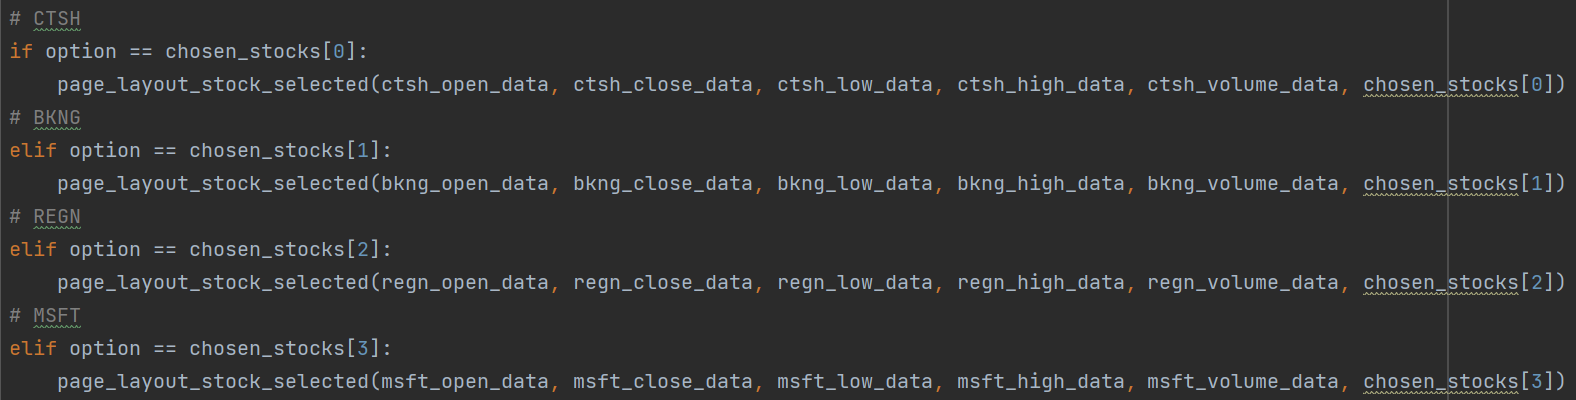 # CTSH
if option == chosen_stocks[0]:
    page_layout_stock_selected(ctsh_open_data, ctsh_close_data, ctsh_low_data, ctsh_high_data, ctsh_volume_data, chosen_stocks[0])
# BKNG
elif option == chosen_stocks[1]:
    page_layout_stock_selected(bkng_open_data, bkng_close_data, bkng_low_data, bkng_high_data, bkng_volume_data, chosen_stocks[1])
# REGN
elif option == chosen_stocks[2]:
    page_layout_stock_selected(regn_open_data, regn_close_data, regn_low_data, regn_high_data, regn_volume_data, chosen_stocks[2])
# MSFT
elif option == chosen_stocks[3]:
    page_layout_stock_selected(msft_open_data, msft_close_data, msft_low_data, msft_high_data, msft_volume_data, chosen_stocks[3])